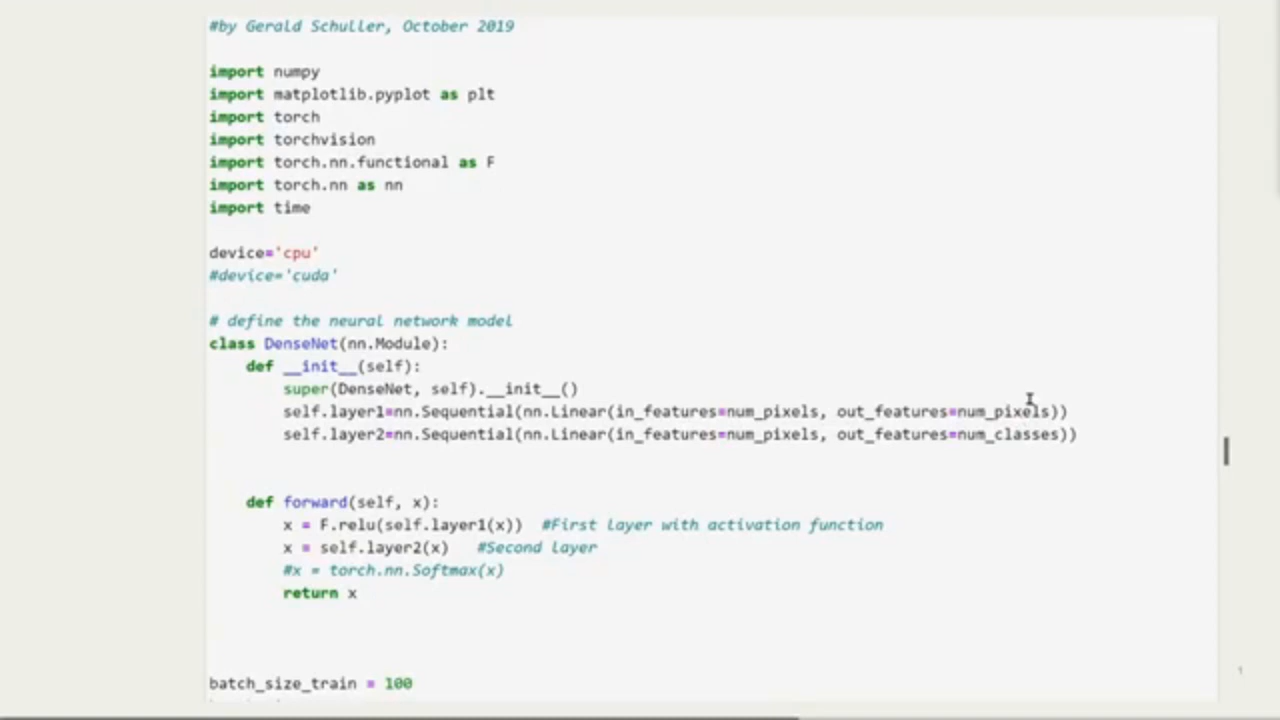 #by Gerald Schuller, October 2019
import numpy
import matplotlib.pyplot as plt
import torch
import torchvision
import torch.nn.functional as F
import torch.nn as nn
import time
device='cpu'
#device='cuda'
# define the neural network model
class DenseNet(nn.Module):
    def __init__(self):
        super(DenseNet, self).__init__()
        self.layer1=nn.Sequential(nn.Linear(in_features=num_pixels, out_features=num_pixels))
        self.layer2=nn.Sequential(nn.Linear(in_features=num_pixels, out_features=num_classes))
    def forward(self, x):
        x = F.relu(self.layer1(x))  #First layer with activation function
        x = self.layer2(x)   #Second layer
        #x = torch.nn.Softmax(x)
        return x
batch_size_train = 100